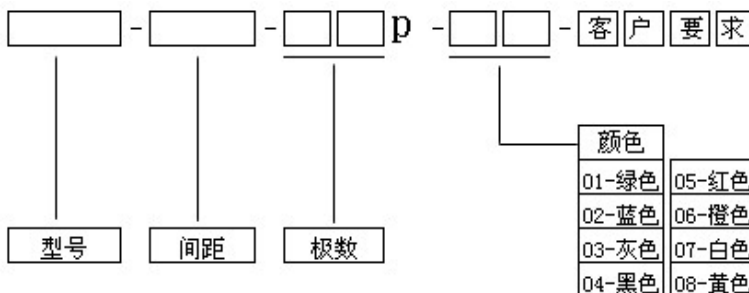 - - p - - 客户要求
颜色
01-绿色 05-红色
02-蓝色 06-橙色
型号 间距 极数 03-灰色 07-白色
04-黑色 08-黄色